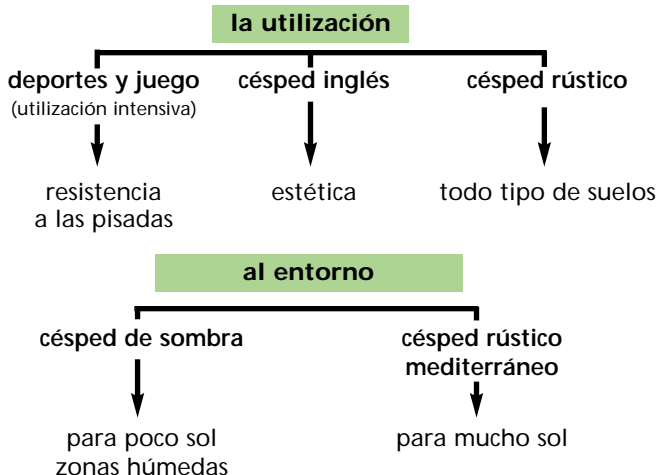 la utilización
deportes y juego
(utilización intensiva)
césped inglés
césped rústico
resistencia
a las pisadas
estética
todo tipo de suelos
al entorno
césped de sombra
césped rústico
mediterráneo
para poco sol
zonas húmedas
para mucho sol